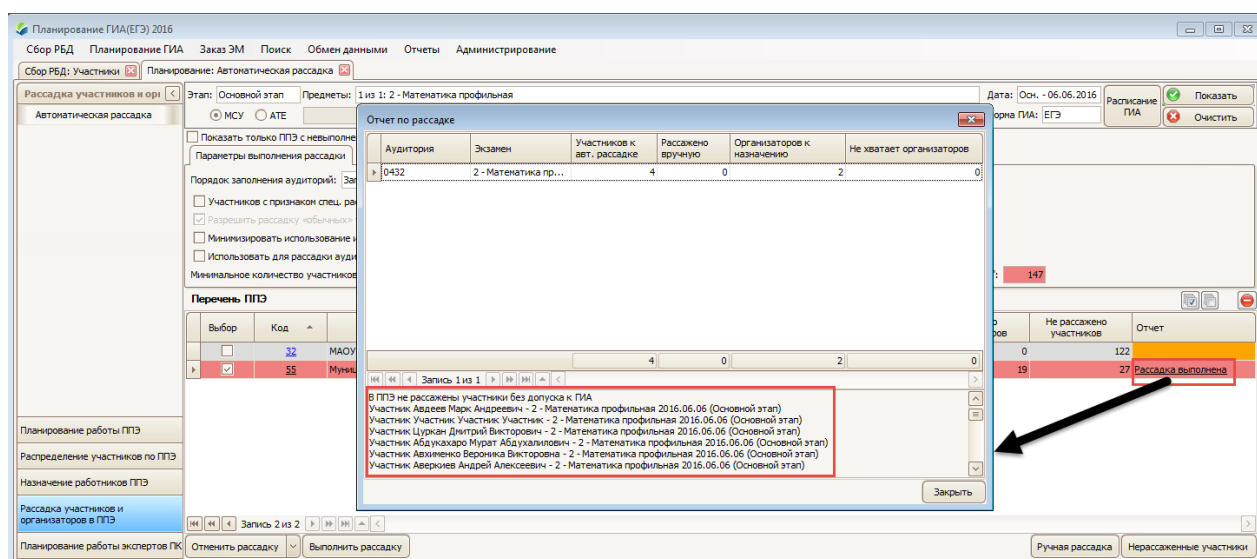 Планирование ГИА(ЕГЭ) 2016
Сбор РБД Планирование ГИА Заказ ЭМ Поиск Обмен данными Отчеты Администрирование
Сбор РБД: Участники Планирование: Автоматическая рассадка
Рассадка участников и орг
Автоматическая рассадка
Этап: Основной этап Предметы: 1 из 1: 2 - Математика профильная Дата: Осн. - 06.06.2016
МСУ АТЕ орма ГИА: ЕГЭ
Расписание ГИА
Показать
Очистить
Показать только ППЭ с невыполне
Параметры выполнения рассадки
Порядок заполнения аудиторий: Зап
Участников с признаком спец. ра
Разрешить рассадку «обычных»
Минимизировать использование
Использовать для рассадки ауди
Минимальное количество участников
147
Перечень ППЭ
Выбор Код
Не рассажено участников Отчет
32 МАОУ 0 122
55 Муниц 19 27 Рассадка выполнена
Отчет по рассадке
Аудитория Экзамен Участников к авт. рассадке Рассажено вручную Организаторов к назначению Не хватает организаторов
0432 2 - Математика пр... 4 0 2 0
4 0 2 0
Запись 1 из 1
В ППЭ не рассажены участники без допуска к ГИА
Участник Авдеев Марк Андреевич - 2 - Математика профильная 2016.06.06 (Основной этап)
Участник Участник Участник Участник - 2 - Математика профильная 2016.06.06 (Основной этап)
Участник Цуркан Дмитрий Викторович - 2 - Математика профильная 2016.06.06 (Основной этап)
Участник Абдукахаро Мурат Абдухалилович - 2 - Математика профильная 2016.06.06 (Основной этап)
Участник Авхименко Вероника Викторовна - 2 - Математика профильная 2016.06.06 (Основной этап)
Участник Аверкиев Андрей Алексеевич - 2 - Математика профильная 2016.06.06 (Основной этап)
Закрыть
Планирование работы ППЭ
Распределение участников по ППЭ
Назначение работников ППЭ
Рассадка участников и
организаторов в ППЭ
Планирование работы экспертов ПК
Запись 2 из 2
Отменить рассадку Выполнить рассадку Ручная рассадка Нерассаженные участники